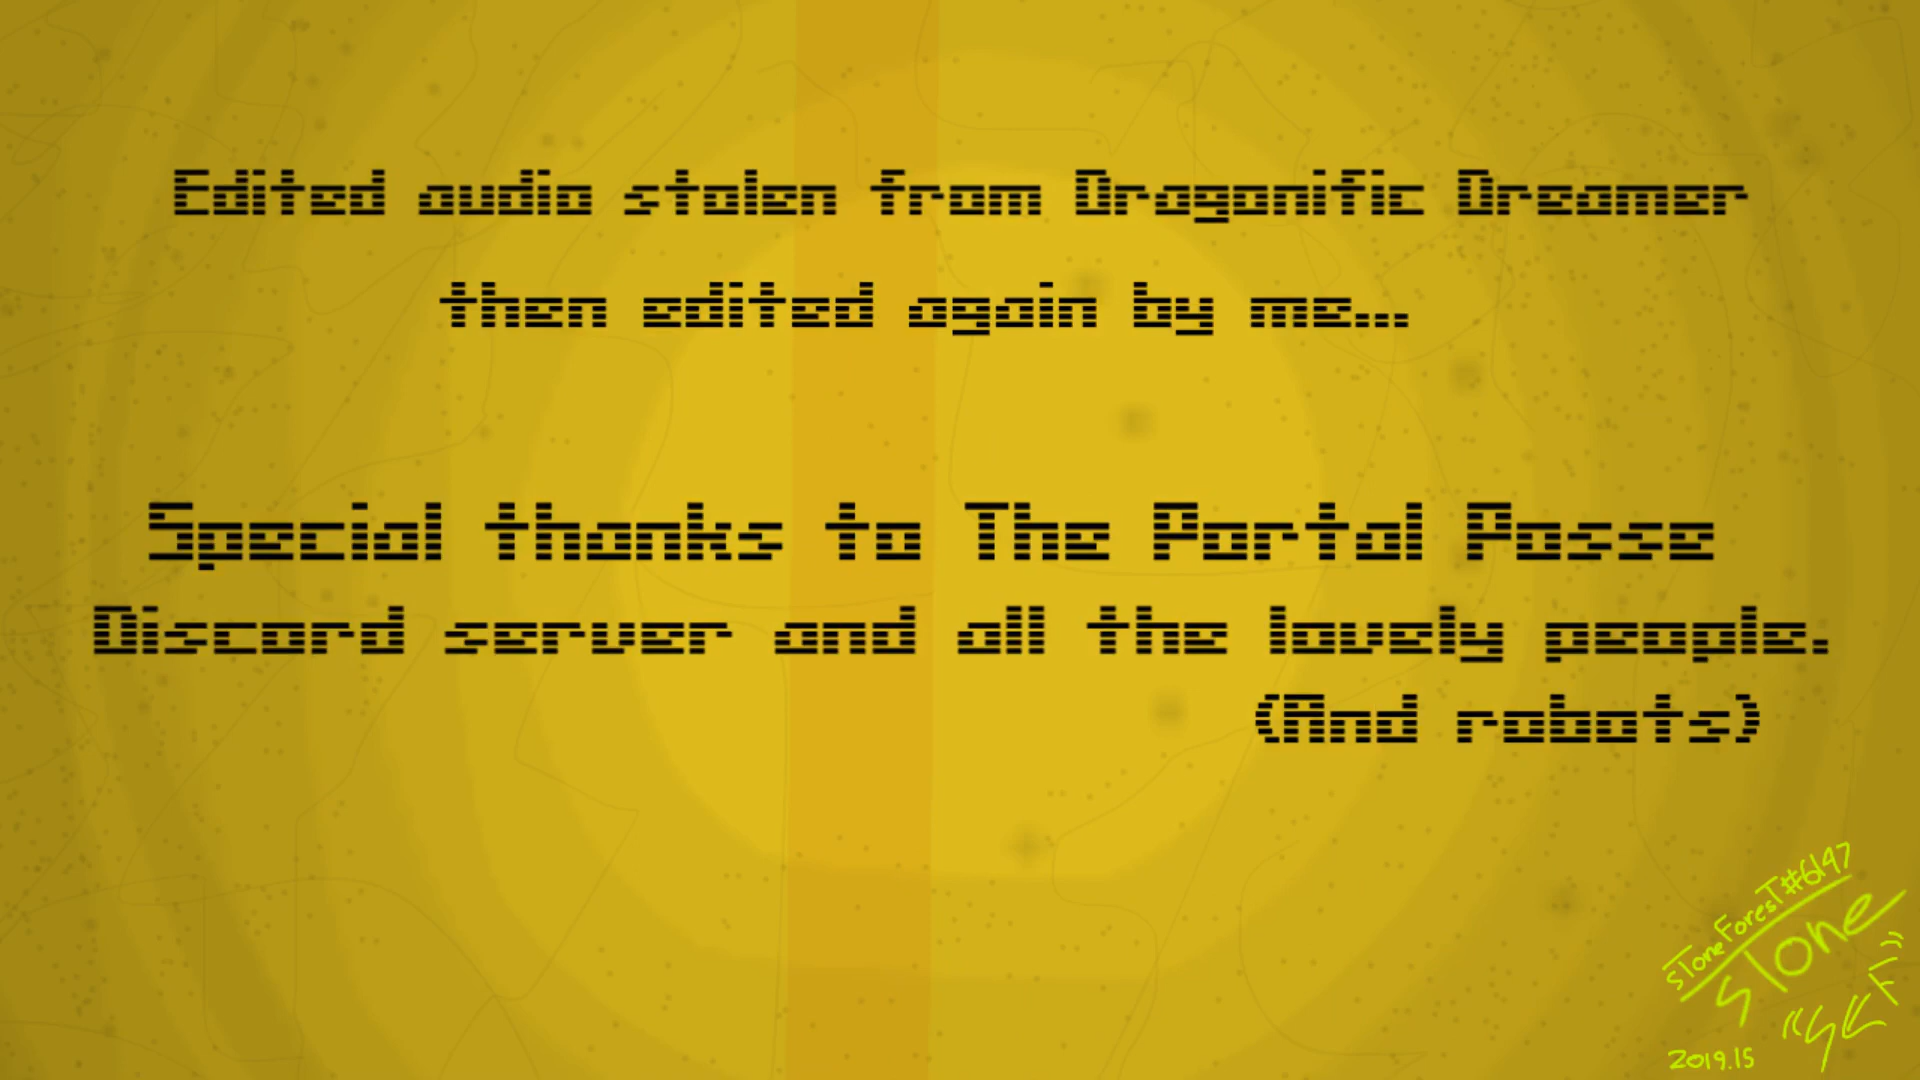 Edited audio stolen from Dragonific Dreamer
then edited again by me...
Special thanks to The Portal Posse
Discord server and all the lovely people.
(And robots)
sToneForesT#6147
sTone
2019.15